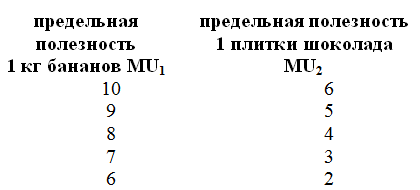 предельная предельная полезность
полезность 1 плитки шоколада
1 кг бананов MU1 MU2
10 6
9 5
8 4
7 3
6 2